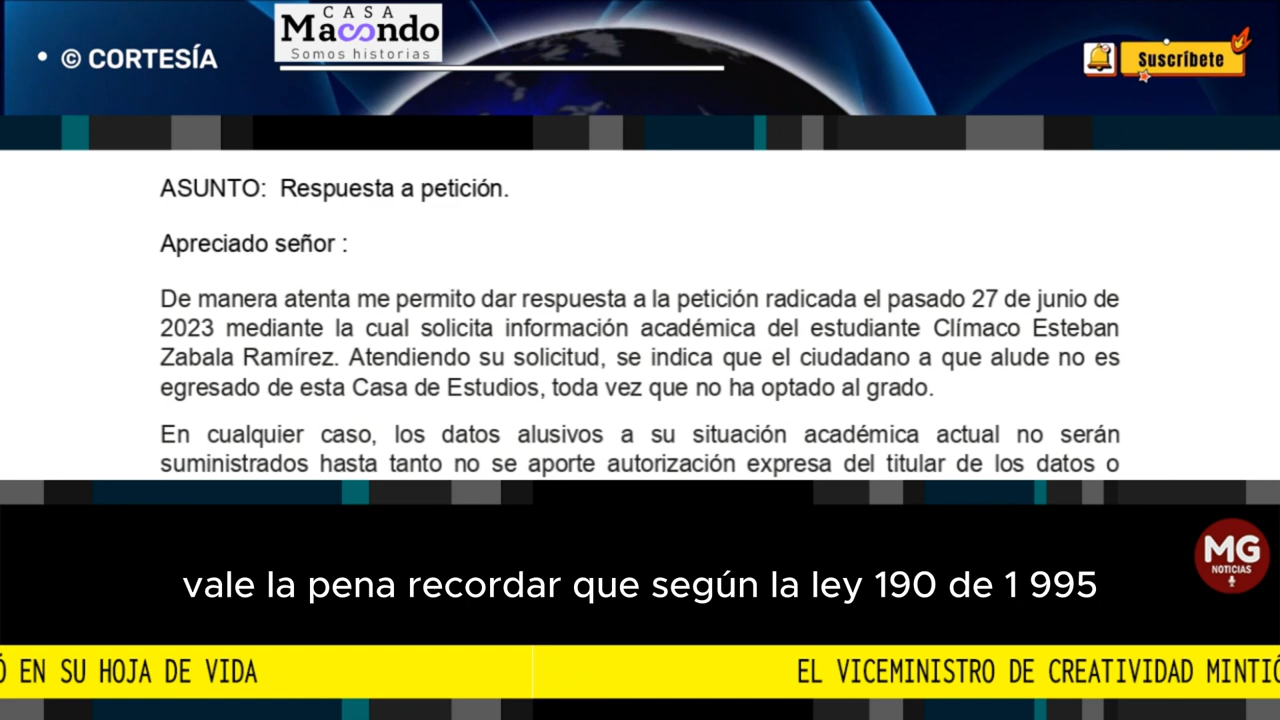 • © CORTESÍA
CASA
Macondo
Somos historias
Suscríbete
ASUNTO: Respuesta a petición.
Apreciado señor :
De manera atenta me permito dar respuesta a la petición radicada el pasado 27 de junio de
2023 mediante la cual solicita información académica del estudiante Clímaco Esteban
Zabala Ramírez. Atendiendo su solicitud, se indica que el ciudadano a que alude no es
egresado de esta Casa de Estudios, toda vez que no ha optado al grado.
En cualquier caso, los datos alusivos a su situación académica actual no serán
suministrados hasta tanto no se aporte autorización expresa del titular de los datos o
MG
NOTICIAS
vale la pena recordar que según la ley 190 de 1 995
Ó EN SU HOJA DE VIDA
EL VICEMINISTRO DE CREATIVIDAD MINTIÓ